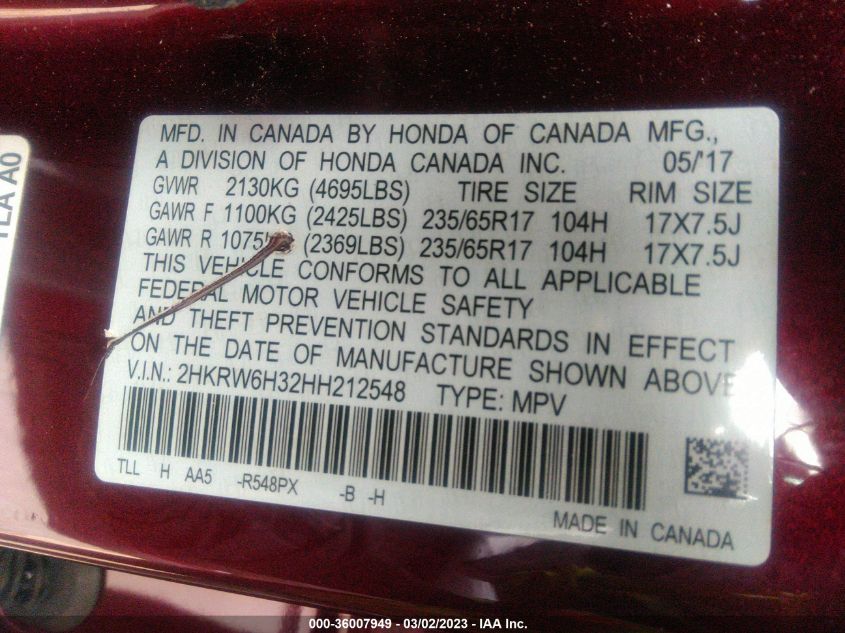 MFD. IN CANADA BY HONDA OF CANADA MFG.,
A DIVISION OF HONDA CANADA INC. 05/'17
GVWR 2130KG (4695LBS) TIRE SIZE RIM SIZE
GAWR F 1100KG (2425LBS) 235/65R17 104H 17X7.5J
GAWR R 1075 (2369LBS) 235/65R17 104H 17X7.5J
THIS VEHICLE CONFORMS TO ALL APPLICABLE
FEDERAL MOTOR VEHICLE SAFETY
AND THEFT PREVENTION STANDARDS IN EFFECT
ON THE DATE OF MANUFACTURE SHOWN ABOVE
V.I.N.: 2HKRW6H32HH212548 TYPE: MPV
TLL H AA5 -R548PX -B -H
MADE IN CANADA
TLA A0
000-36007949 - 03/02/2023 - IAA Inc.